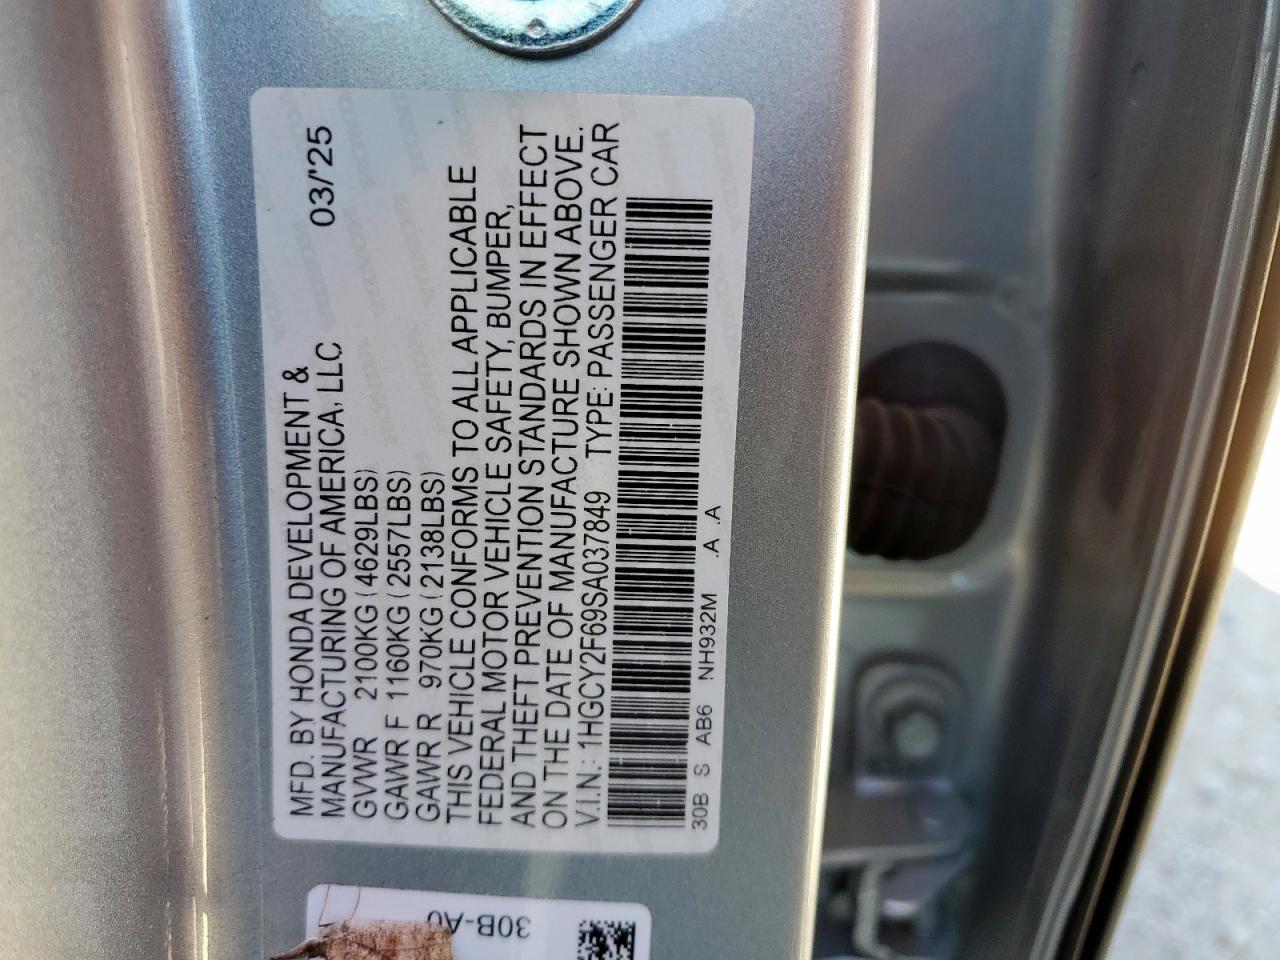 MFD. BY HONDA DEVELOPMENT &
MANUFACTURING OF AMERICA, LLC 03/'25
GVWR 2100KG (4629LBS)
GAWR F 1160KG (2557LBS)
GAWR R 970KG (2138LBS)
THIS VEHICLE CONFORMS TO ALL APPLICABLE
FEDERAL MOTOR VEHICLE SAFETY, BUMPER,
AND THEFT PREVENTION STANDARDS IN EFFECT
ON THE DATE OF MANUFACTURE SHOWN ABOVE.
V.I.N.: 1HGCY2F69SA037849 TYPE: PASSENGER CAR
30B S AB6 NH932M .A .A